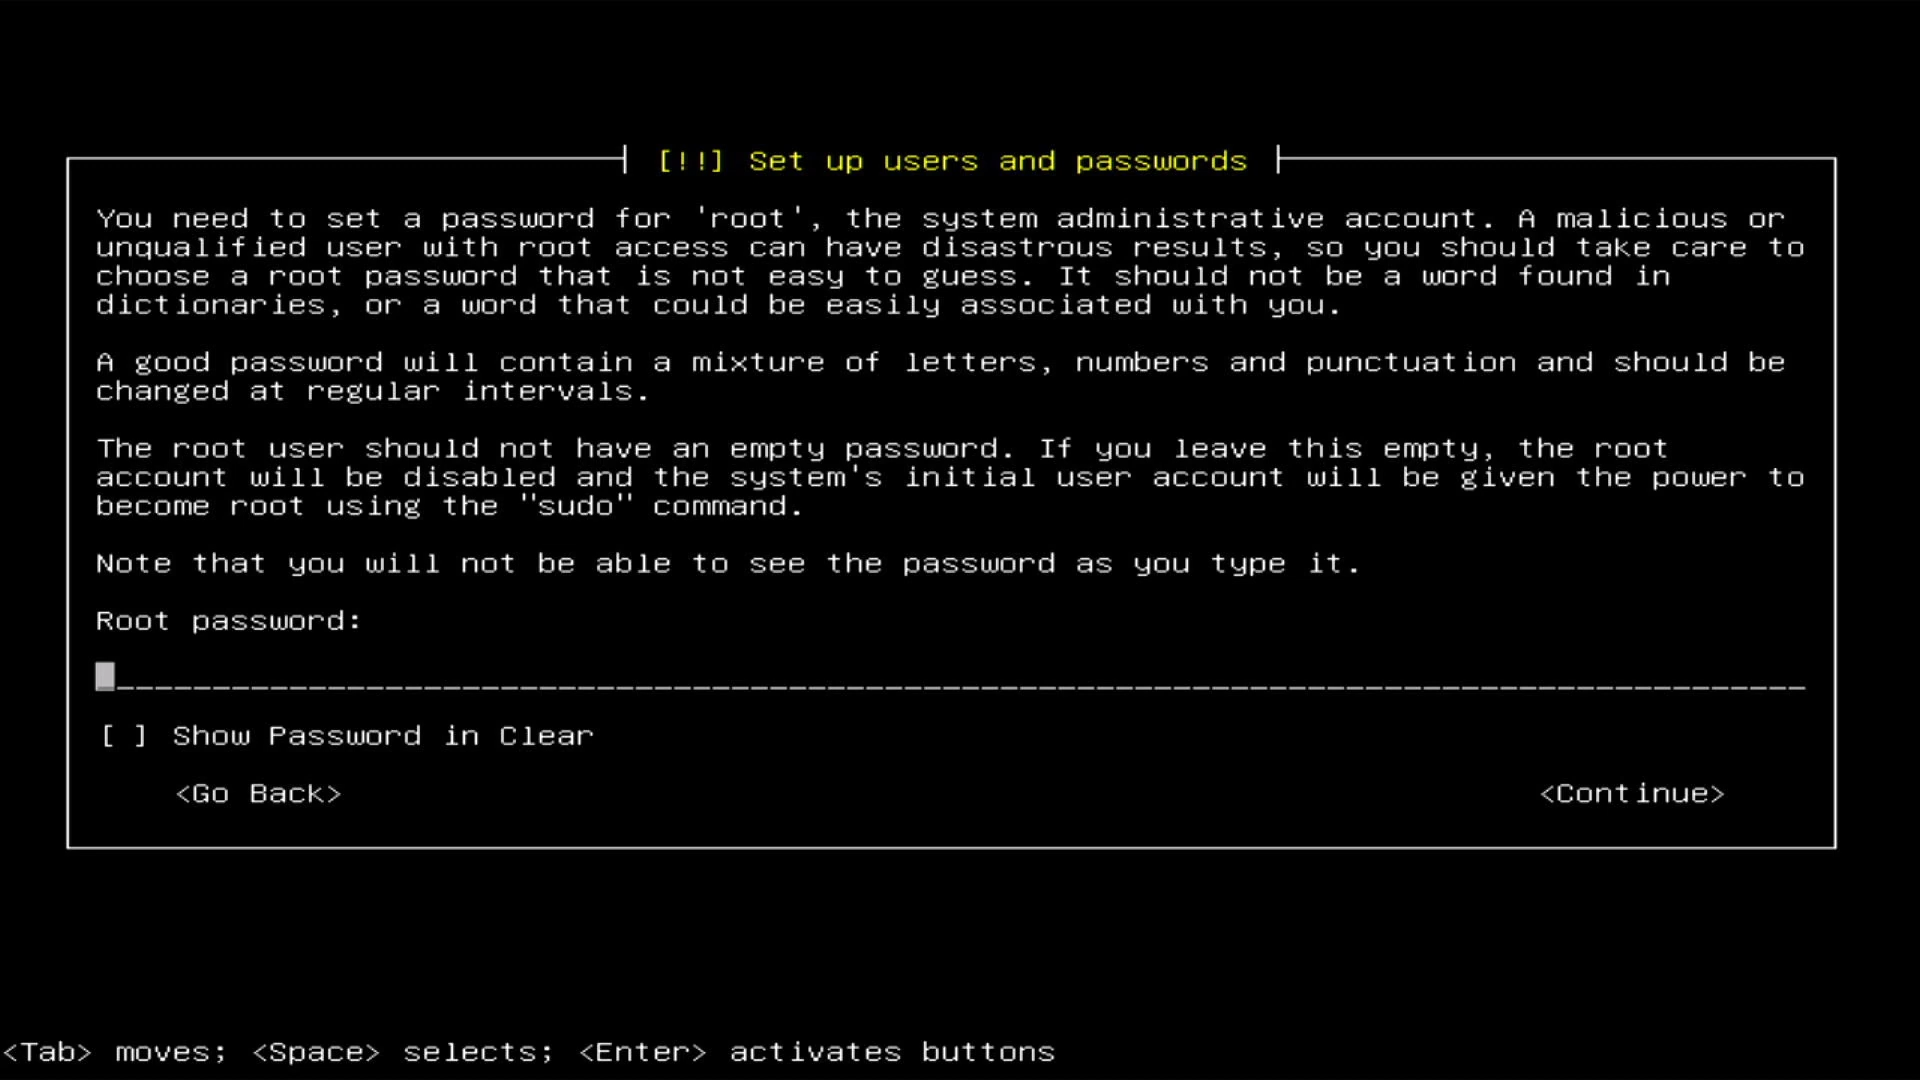 [!!] Set up users and passwords
You need to set a password for 'root', the system administrative account. A malicious or
unqualified user with root access can have disastrous results, so you should take care to
choose a root password that is not easy to guess. It should not be a word found in
dictionaries, or a word that could be easily associated with you.
A good password will contain a mixture of letters, numbers and punctuation and should be
changed at regular intervals.
The root user should not have an empty password. If you leave this empty, the root
account will be disabled and the system's initial user account will be given the power to
become root using the "sudo" command.
Note that you will not be able to see the password as you type it.
Root password:
[ ] Show Password in Clear
<Go Back> <Continue>
<Tab> moves; <Space> selects; <Enter> activates buttons